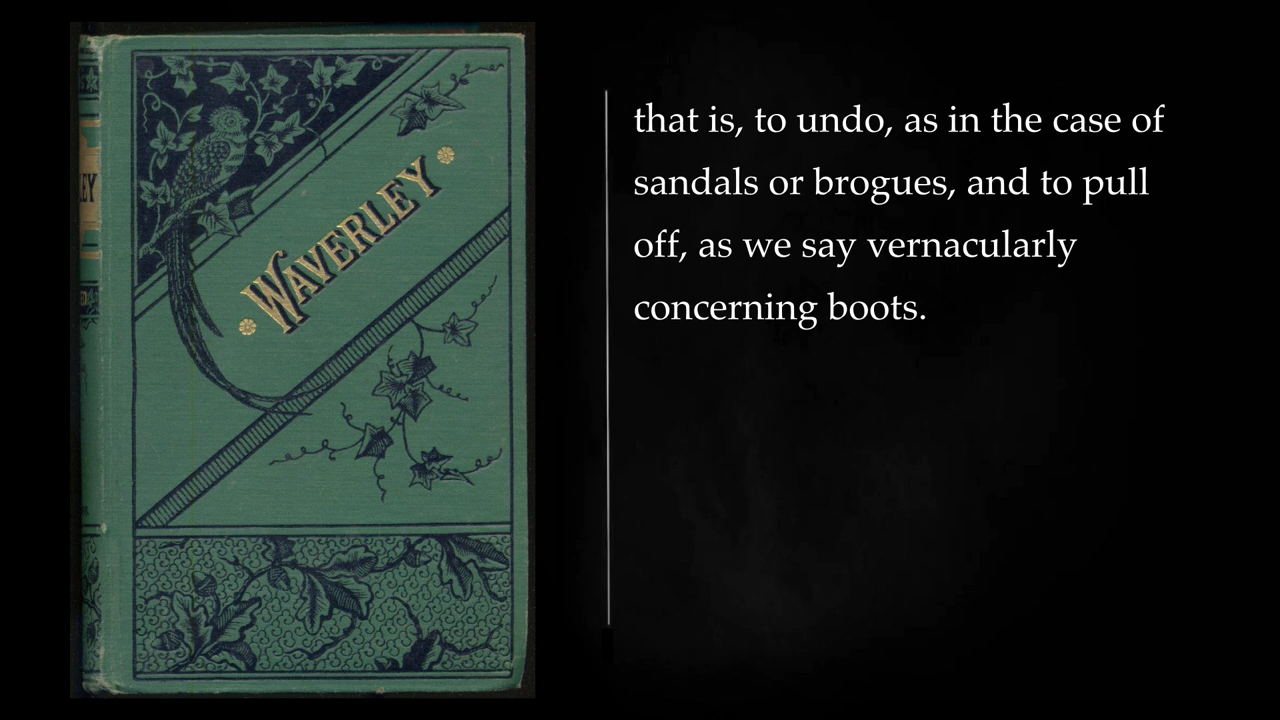 WAVERLEY
EY
that is, to undo, as in the case of
sandals or brogues, and to pull
off, as we say vernacularly
concerning boots.